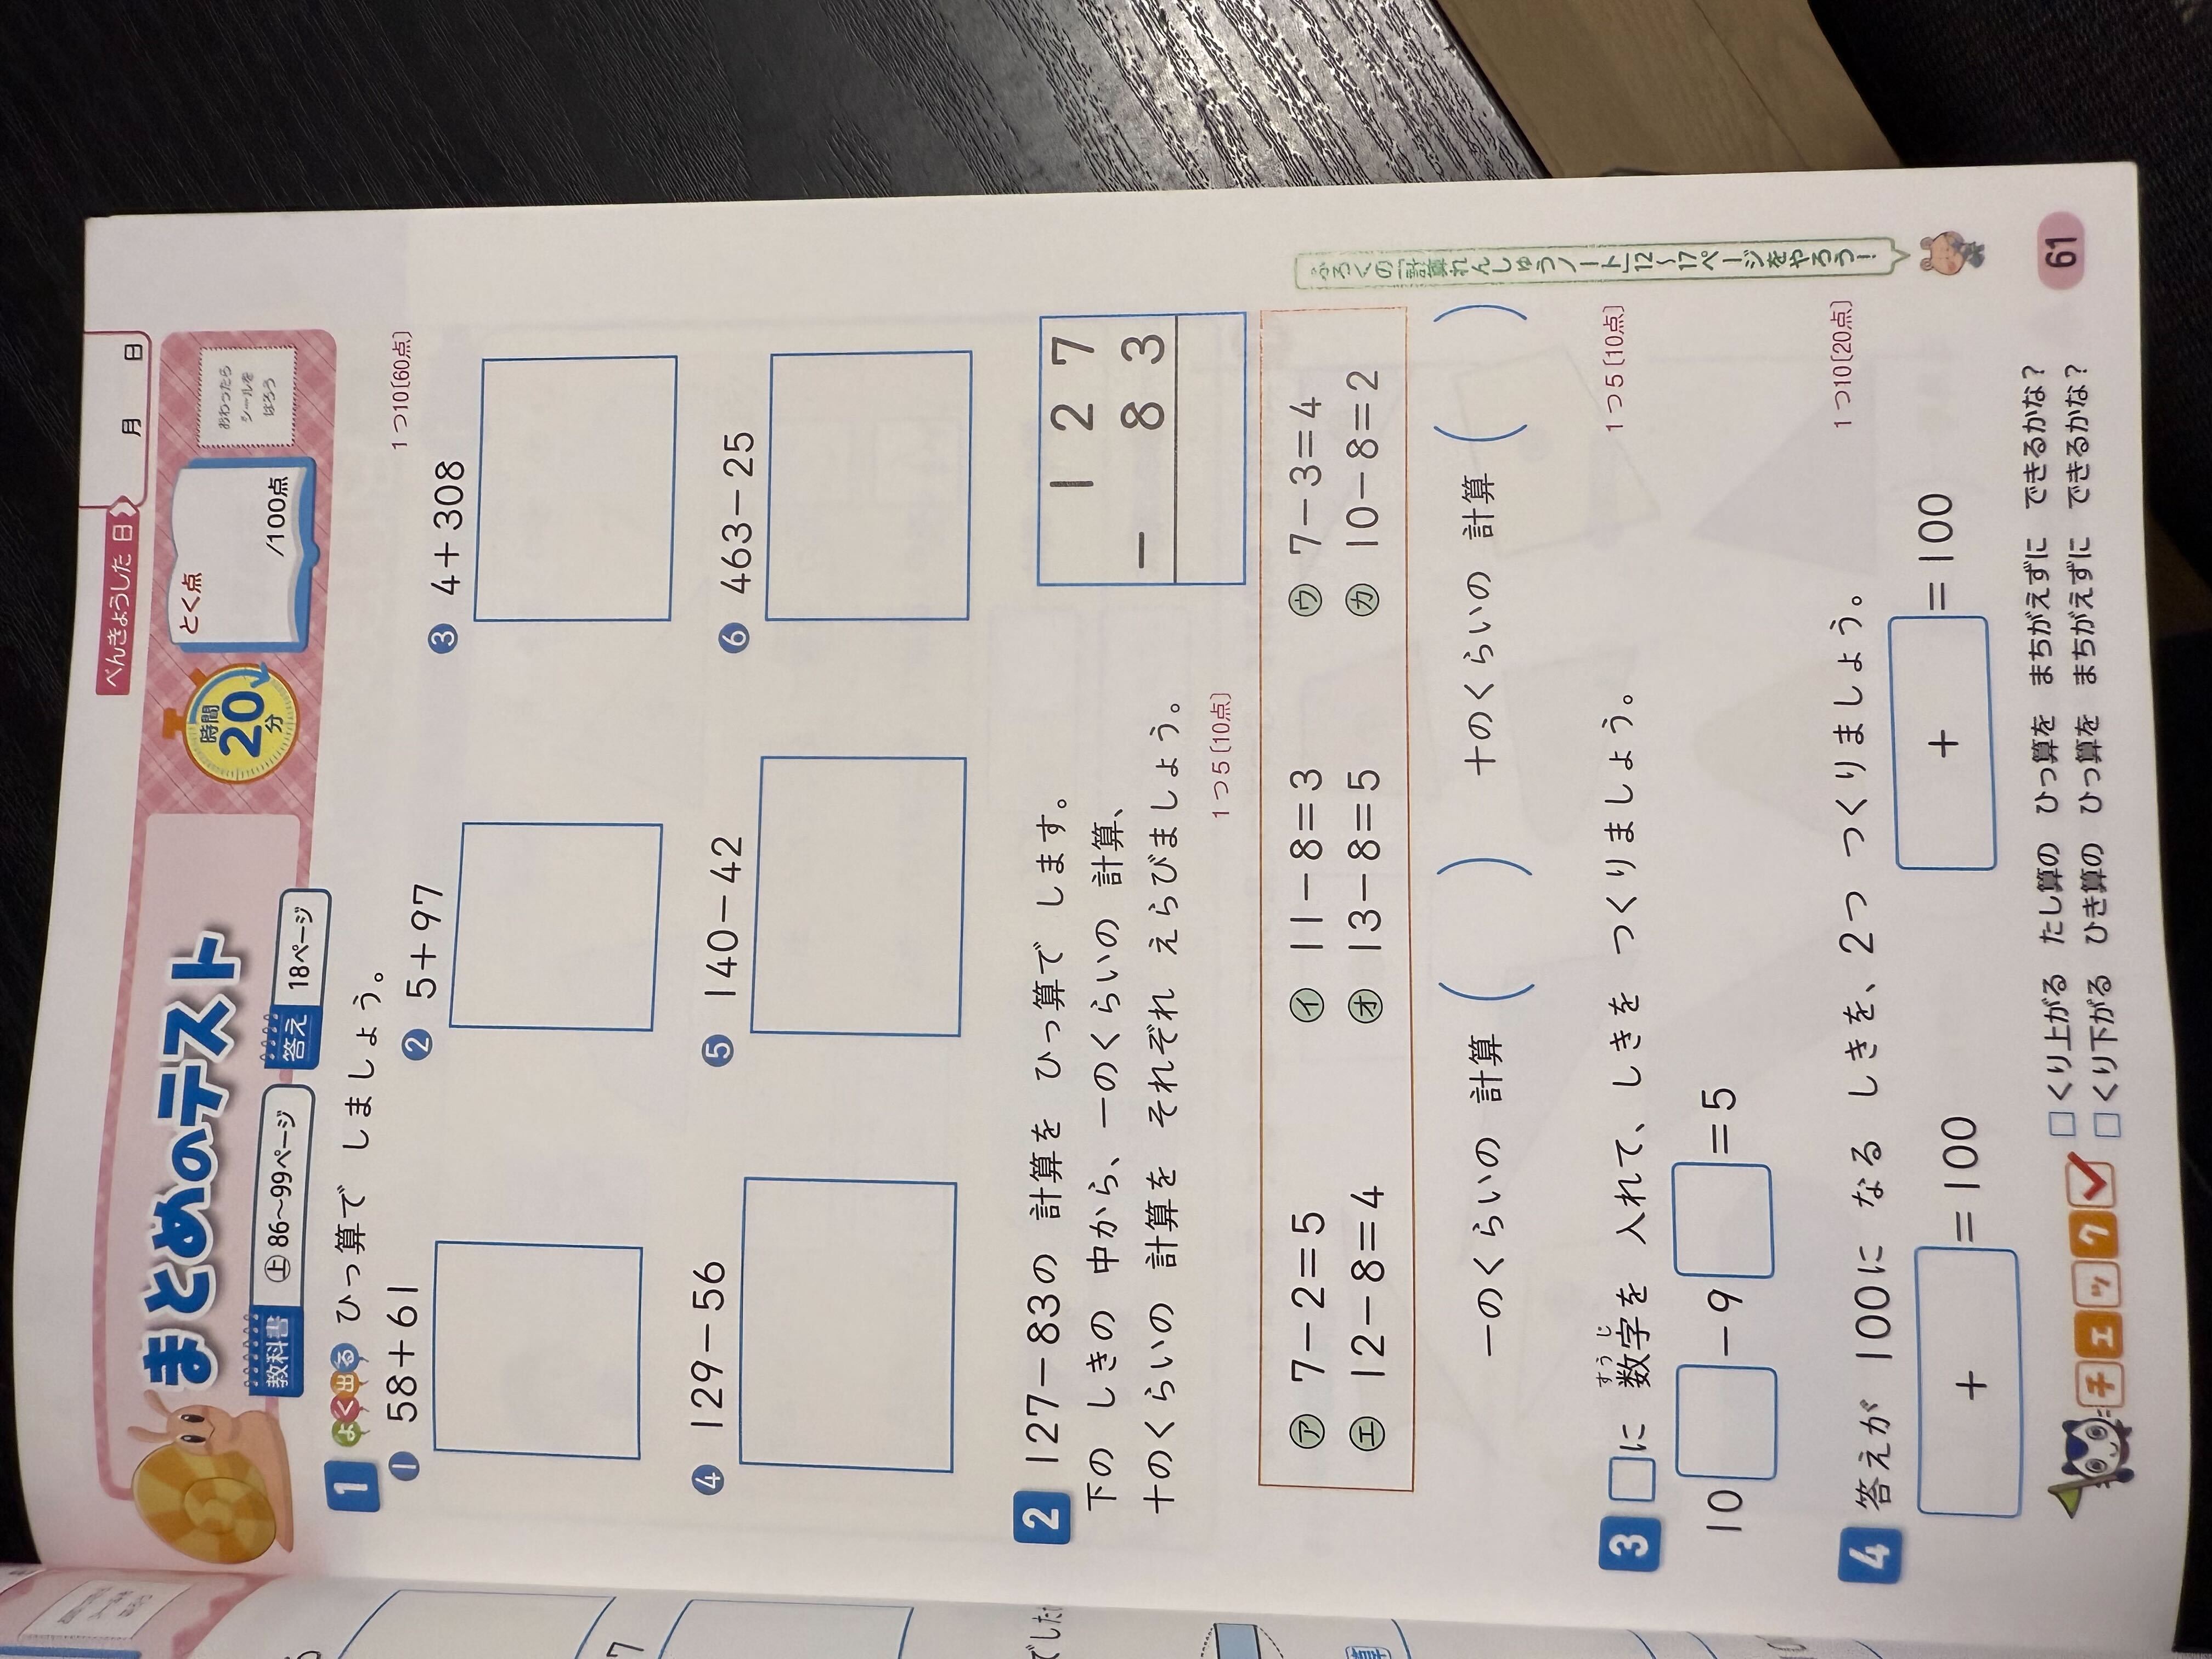 べんきょうした 日
月 日
まとめのテスト
時間
20
分
とく点
/100点
おわったら
シールを
はろう
教科書
㊤ 86〜99ページ
答え
18ページ
1 よく出る ひっ算で しましょう。
1つ10〔60点〕
❶ 58+61
❷ 5+97
❸ 4+308
❹ 129−56
❺ 140−42
❻ 463−25
2 127−83の 計算を ひっ算で します。
下の しきの 中から、一のくらいの 計算、
十のくらいの 計算を それぞれ えらびましょう。
1つ5〔10点〕
1 2 7
− 8 3
㋐ 7−2=5
㋑ 11−8=3
㋒ 7−3=4
㋓ 12−8=4
㋔ 13−8=5
㋕ 10−8=2
一のくらいの 計算 ( )
十のくらいの 計算 ( )
3 □に 数字を 入れて、しきを つくりましょう。
すう じ
1つ5〔10点〕
10□−9□=5
4 答えが 100に なる しきを、2つ つくりましょう。
1つ10〔20点〕
+ =100
+ =100
チェック✓
□くり上がる たし算の ひっ算を まちがえずに できるかな?
□くり下がる ひき算の ひっ算を まちがえずに できるかな?
ふろくの「計算れんしゅうノート」12〜17ページをやろう!
61